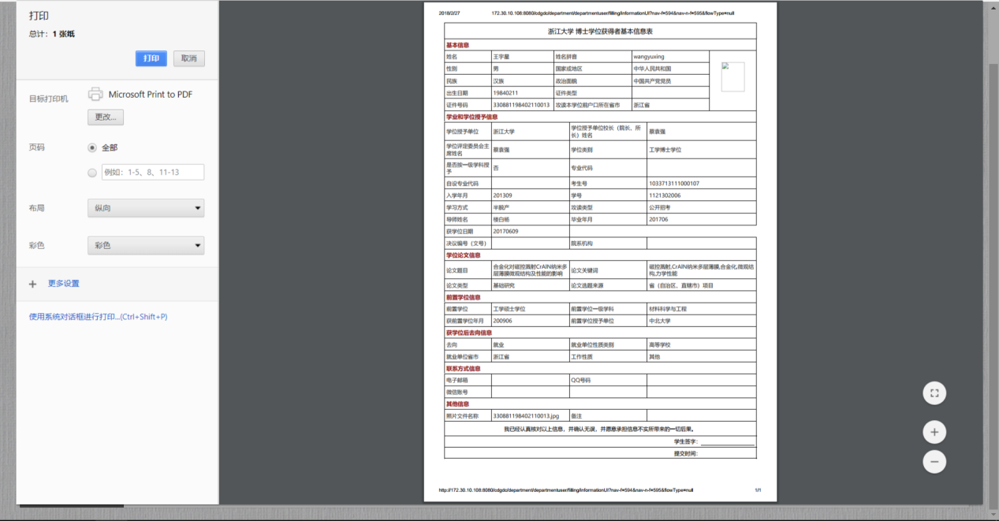 打印
总计：1 张纸
打印 取消
目标打印机 Microsoft Print to PDF
更改...
页码 全部
例如：1-5、8、11-13
布局 纵向
彩色 彩色
更多设置
使用系统对话框进行打印...(Ctrl+Shift+P)
2018/2/27 172.30.10.108:8080/cdgdc/department/departmentuser/filling/informationUI?nav-f=594&nav-n-f=595&flowType=null
浙江大学 博士学位获得者基本信息表
基本信息
姓名 王宇星 姓名拼音 wangyuxing
性别 男 国家或地区 中华人民共和国
民族 汉族 政治面貌 中国共产党党员
出生日期 19840211 证件类型
证件号码 330881198402110013 攻读本学位前户口所在省市 浙江省
学业和学位授予信息
学位授予单位 浙江大学 学位授予单位校长（院长、所
长）姓名 蔡袁强
学位评定委员会主
席姓名 蔡袁强 学位类别 工学博士学位
是否按一级学科授
予 否 专业代码
自设专业代码 考生号 1033713111000107
入学年月 201309 学号 1121302006
学习方式 半脱产 攻读类型 公开招考
导师姓名 楼白杨 毕业年月 201706
获学位日期 20170609
决议编号（文号） 院系机构
学位论文信息
论文题目 合金化对磁控溅射CrAlN纳米多
层薄膜微观结构及性能的影响 论文关键词 磁控溅射,CrAlN纳米多层薄膜,合金化,微观结
构,力学性能
论文类型 基础研究 论文选题来源 省（自治区、直辖市）项目
前置学位信息
前置学位 工学硕士学位 前置学位一级学科 材料科学与工程
获前置学位年月 200906 前置学位授予单位 中北大学
获学位后去向信息
去向 就业 就业单位性质类别 高等学校
就业单位省市 浙江省 工作性质 其他
联系方式信息
电子邮箱 QQ号码
微信账号
其他信息
照片文件名称 330881198402110013.jpg 备注
我已经认真核对以上信息，并确认无误，并愿意承担信息不实所带来的一切后果。
学生签字：
提交时间：
http://172.30.10.108:8080/cdgdc/department/departmentuser/filling/informationUI?nav-f=594&nav-n-f=595&flowType=null 1/1